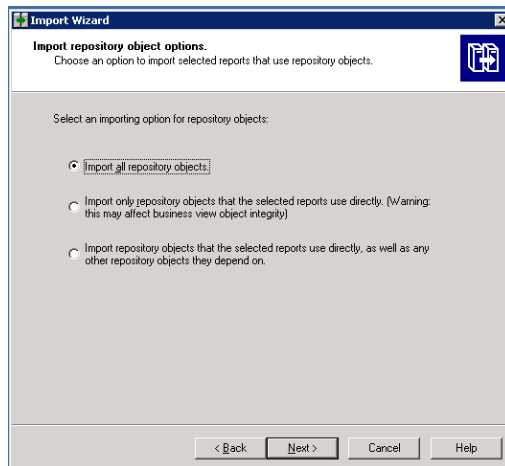 Import Wizard
Import repository object options.
Choose an option to import selected reports that use repository objects.
Select an importing option for repository objects:
Import all repository objects.
Import only repository objects that the selected reports use directly. (Warning:
this may affect business view object integrity)
Import repository objects that the selected reports use directly, as well as any
other repository objects they depend on.
< Back
Next >
Cancel
Help